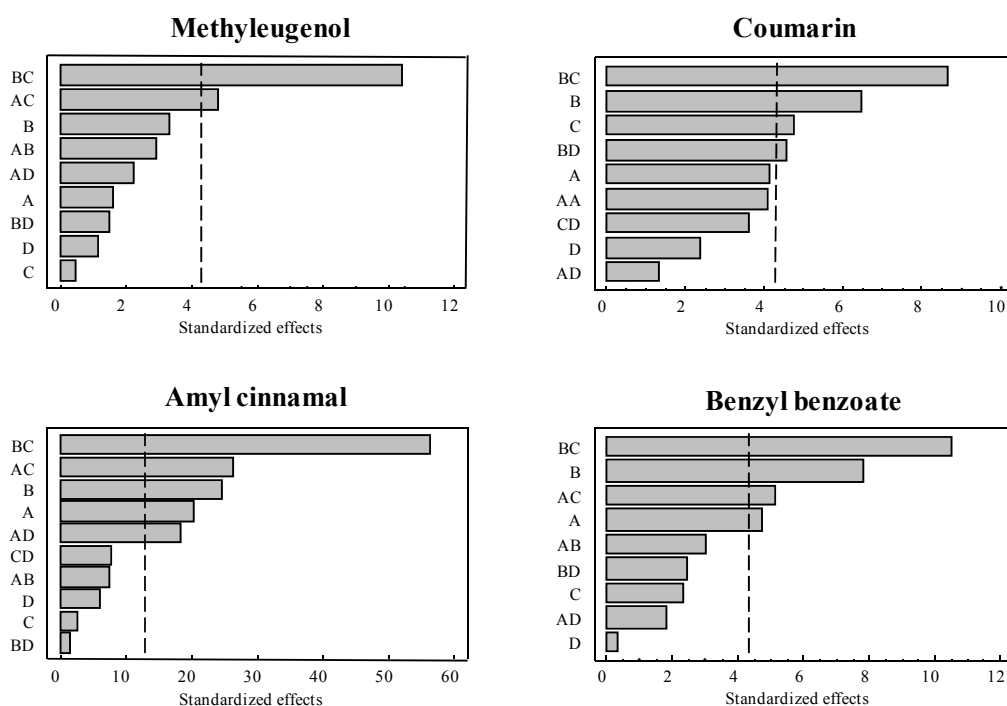 Methyleugenol
BC
AC
B
AB
AD
A
BD
D
C
0 2 4 6 8 10 12
Standardized effects
Coumarin
BC
B
C
BD
A
AA
CD
D
AD
0 2 4 6 8 10
Standardized effects
Amyl cinnamal
BC
AC
B
A
AD
CD
AB
D
C
BD
0 10 20 30 40 50 60
Standardized effects
Benzyl benzoate
BC
B
AC
A
AB
BD
C
AD
D
0 2 4 6 8 10 12
Standardized effects